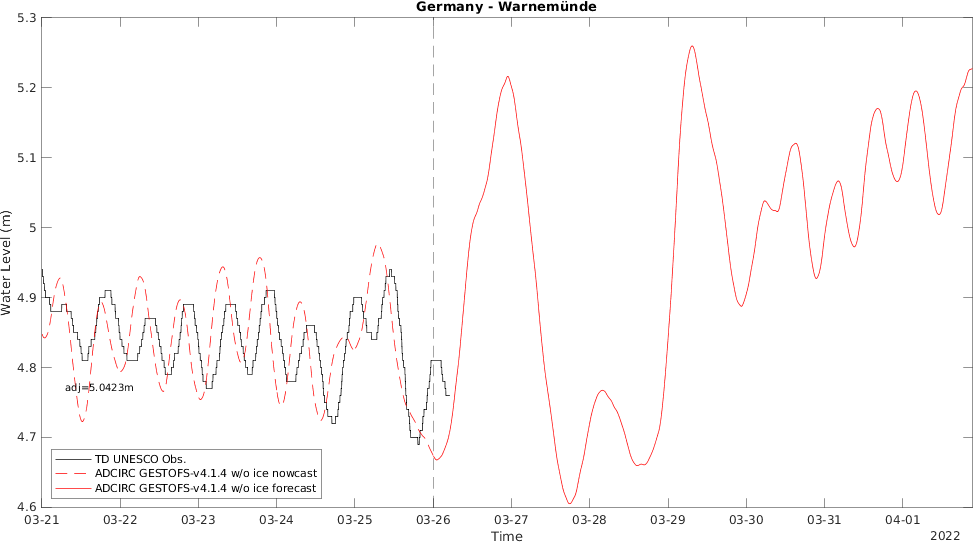 Germany - Warnemünde
5.3
5.2
5.1
5
4.9
4.8
4.7
4.6
Water Level (m)
adj=5.0423m
TD UNESCO Obs.
ADCIRC GESTOFS-v4.1.4 w/o ice nowcast
ADCIRC GESTOFS-v4.1.4 w/o ice forecast
03-21 03-22 03-23 03-24 03-25 03-26 03-27 03-28 03-29 03-30 03-31 04-01
Time
2022